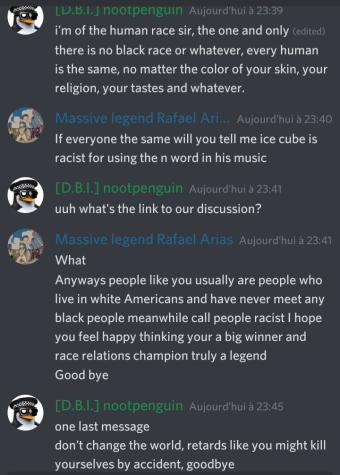 [D.B.I.] nootpenguin Aujourd'hui à 23:39
i'm of the human race sir, the one and only (edited)
there is no black race or whatever, every human
is the same, no matter the color of your skin, your
religion, your tastes and whatever.
Massive legend Rafael Ari... Aujourd'hui à 23:40
If everyone the same will you tell me ice cube is
racist for using the n word in his music
[D.B.I.] nootpenguin Aujourd'hui à 23:41
uuh what's the link to our discussion?
Massive legend Rafael Arias Aujourd'hui à 23:41
What
Anyways people like you usually are people who
live in white Americans and have never meet any
black people meanwhile call people racist I hope
you feel happy thinking your a big winner and
race relations champion truly a legend
Good bye
[D.B.I.] nootpenguin Aujourd'hui à 23:45
one last message
don't change the world, retards like you might kill
yourselves by accident, goodbye